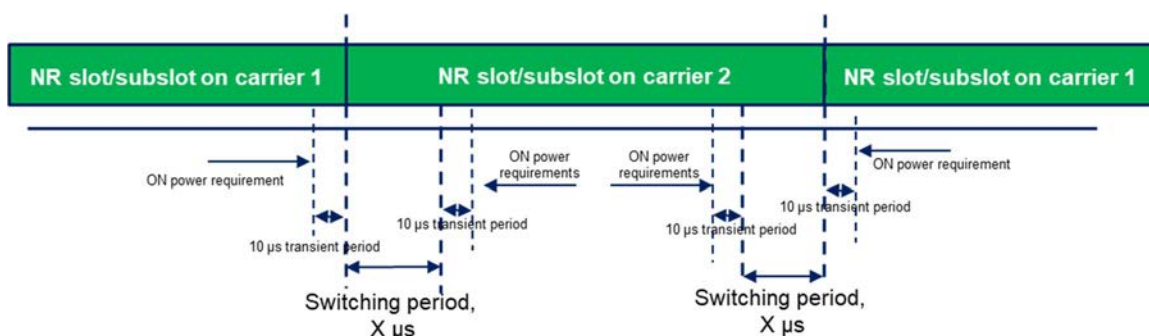 NR slot/subslot on carrier 1
NR slot/subslot on carrier 2
NR slot/subslot on carrier 1
ON power requirement
ON power
requirements
ON power
requirements
ON power requirement
10 µs transient period
10 µs transient period
10 µs transient period
10 µs transient period
Switching period,
X µs
Switching period,
X µs